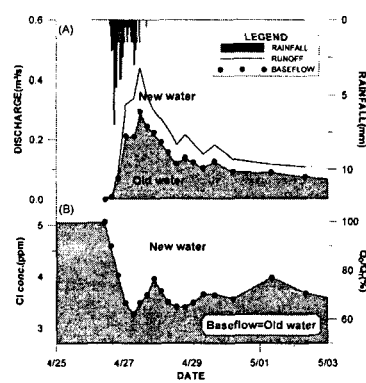 (A)
LEGEND
RAINFALL
RUNOFF
BASEFLOW
New water
Old water
DISCHARGE(m³/s)
0.6
0.4
0.2
0.0
RAINFALL(mm)
0
5
10
(B)
New water
Baseflow=Old water
Cl conc.(ppm)
5
4
3
100
80
60
4/25
4/27
4/29
5/01
5/03
DATE